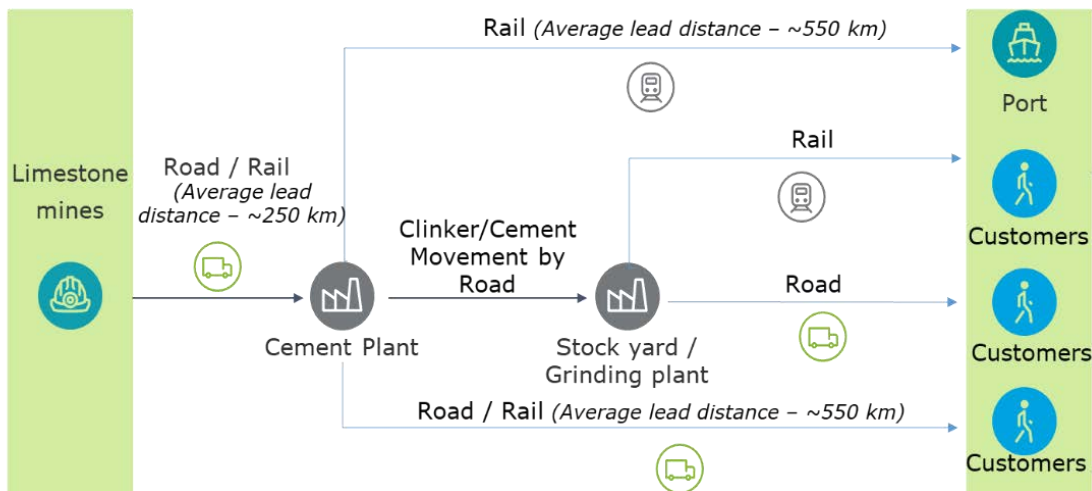 Rail (Average lead distance – ~550 km)
Port
Rail
Limestone
mines
Road / Rail
(Average lead
distance – ~250 km)
Clinker/Cement
Movement by
Road
Customers
Road
Cement Plant
Stock yard /
Grinding plant
Customers
Road / Rail (Average lead distance – ~550 km)
Customers